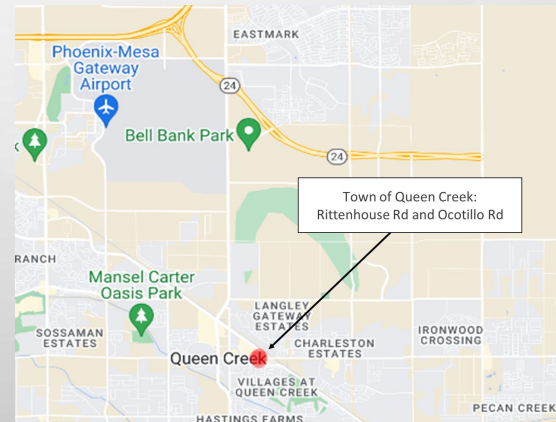 EASTMARK
Phoenix-Mesa
Gateway
Airport
24
Bell Bank Park
24
k
Town of Queen Creek:
Rittenhouse Rd and Ocotillo Rd
RANCH
Mansel Carter
Oasis Park
LANGLEY
GATEWAY
ESTATES
SOSSAMAN
ESTATES
CHARLESTON
ESTATES
IRONWOOD
CROSSING
Queen Creek
VILLAGES AT
QUEEN CREEK
PECAN CREEK
HASTINGS FARMS